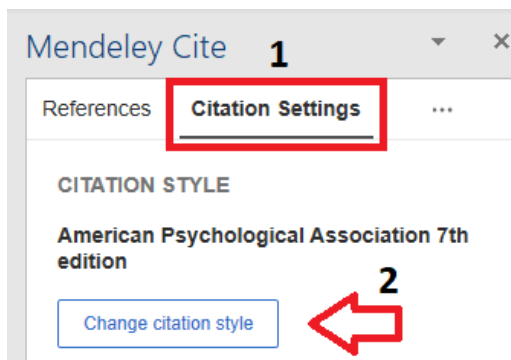 Mendeley Cite 1
References Citation Settings ...
CITATION STYLE
American Psychological Association 7th
edition
2
Change citation style